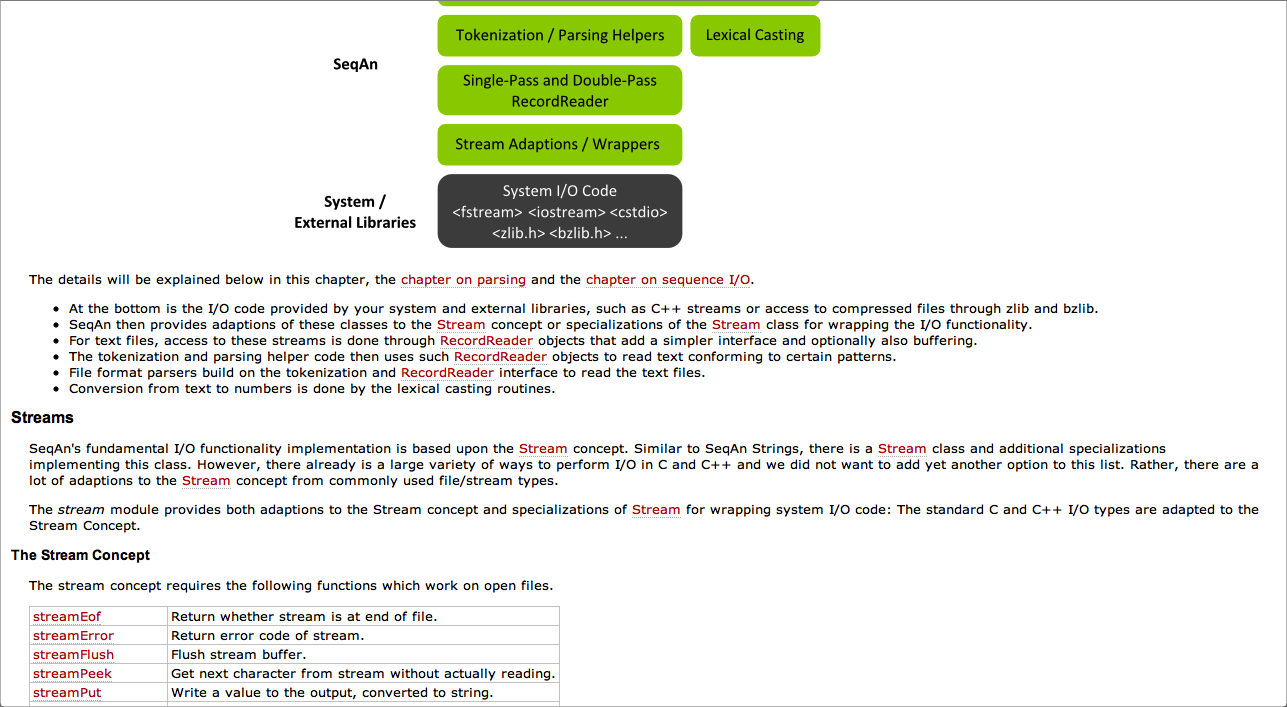 Tokenization / Parsing Helpers
Lexical Casting
SeqAn
Single-Pass and Double-Pass
RecordReader
Stream Adaptions / Wrappers
System /
External Libraries
System I/O Code
<fstream> <iostream> <cstdio>
<zlib.h> <bzlib.h> ...
The details will be explained below in this chapter, the chapter on parsing and the chapter on sequence I/O.
• At the bottom is the I/O code provided by your system and external libraries, such as C++ streams or access to compressed files through zlib and bzlib.
• SeqAn then provides adaptions of these classes to the Stream concept or specializations of the Stream class for wrapping the I/O functionality.
• For text files, access to these streams is done through RecordReader objects that add a simpler interface and optionally also buffering.
• The tokenization and parsing helper code then uses such RecordReader objects to read text conforming to certain patterns.
• File format parsers build on the tokenization and RecordReader interface to read the text files.
• Conversion from text to numbers is done by the lexical casting routines.
Streams
SeqAn's fundamental I/O functionality implementation is based upon the Stream concept. Similar to SeqAn Strings, there is a Stream class and additional specializations
implementing this class. However, there already is a large variety of ways to perform I/O in C and C++ and we did not want to add yet another option to this list. Rather, there are a
lot of adaptions to the Stream concept from commonly used file/stream types.
The stream module provides both adaptions to the Stream concept and specializations of Stream for wrapping system I/O code: The standard C and C++ I/O types are adapted to the
Stream Concept.
The Stream Concept
The stream concept requires the following functions which work on open files.
streamEof Return whether stream is at end of file.
streamError Return error code of stream.
streamFlush Flush stream buffer.
streamPeek Get next character from stream without actually reading.
streamPut Write a value to the output, converted to string.